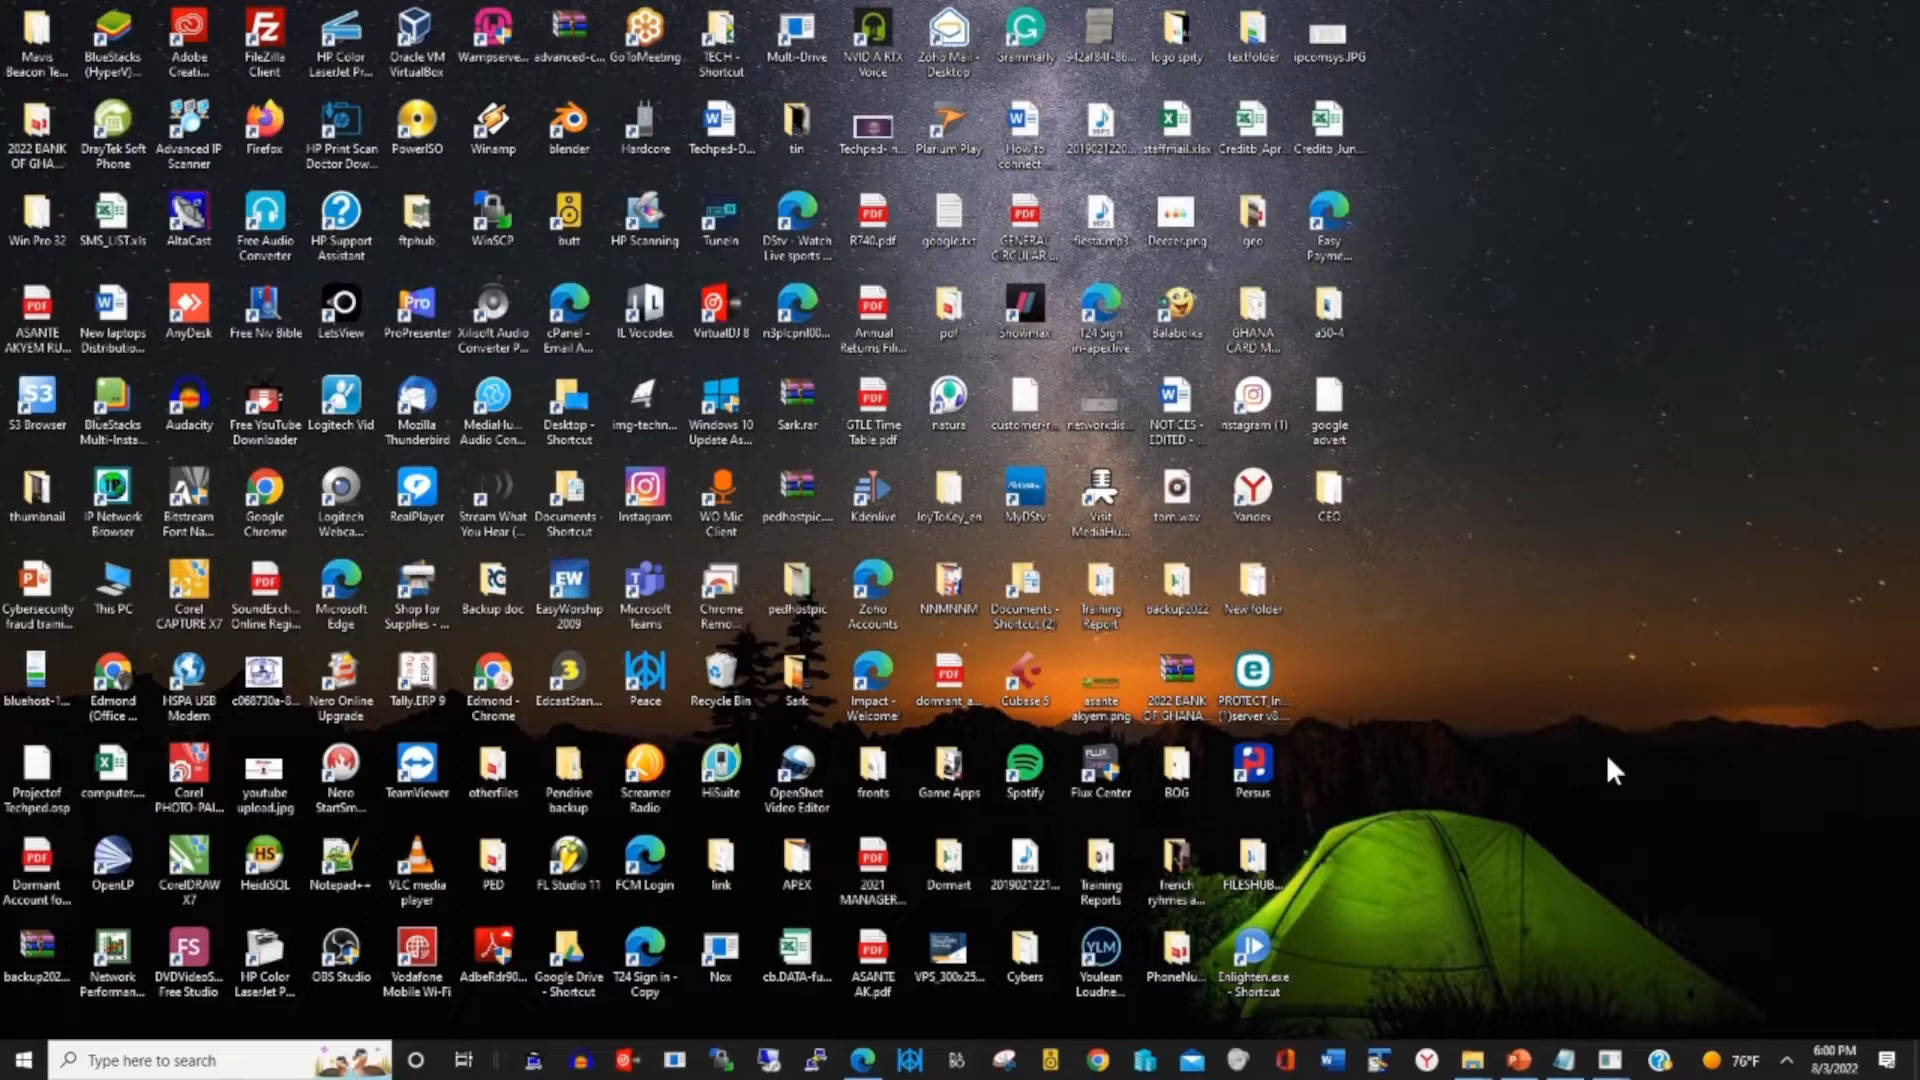 Mavis
Beacon Te...
BlueStacks
(HyperV)...
Adobe
Creati...
FileZilla
Client
HP Color
LaserJet Pr...
Oracle VM
VirtualBox
Wampserve...
advanced-c...
GoToMeeting
TECH -
Shortcut
Multi-Drive
NVIDIA RTX
Voice
Zoho Mail -
Desktop
Grammarly
942af84f-86...
logo spity
textfolder
ipcomsys.JPG
2022 BANK
OF GHA...
DrayTek Soft
Phone
Advanced IP
Scanner
Firefox
HP Print Scan
Doctor Dow...
PowerISO
Winamp
blender
Hardcore
Techped-D...
tin
Techped- n...
Plarium Play
How to
connect ...
2019021220...
staffmail.xlsx
Creditb_Apr...
Creditb_Jun...
Win Pro 32
SMS_LIST.xls
AltaCast
Free Audio
Converter
HP Support
Assistant
ftphub
WinSCP
butt
HP Scanning
TuneIn
DStv - Watch
Live sports ...
R740.pdf
google.txt
GENERAL
CIRCULAR ...
fiesta.mp3
Deezer.png
geo
Easy
Payme...
ASANTE
AKYEM RU...
New laptops
Distributio...
AnyDesk
Free Niv Bible
LetsView
ProPresenter
Xilisoft Audio
Converter P...
cPanel -
Email A...
IL Vocodex
VirtualDJ 8
n3plcpnl00...
Annual
Returns Fili...
pdf
Showmax
T24 Sign
in-apexlive
Balabolka
GHANA
CARD M...
a50-4
S3 Browser
BlueStacks
Multi-Insta...
Audacity
Free YouTube
Downloader
Logitech Vid
Mozilla
Thunderbird
MediaHu...
Audio Con...
Desktop -
Shortcut
img-techn...
Windows 10
Update As...
Sark.rar
GTLE Time
Table.pdf
natura
customer-r...
networkdis...
NOTICES -
EDITED - ...
instagram (1)
google
advert
thumbnail
IP Network
Browser
Bitstream
Font Na...
Google
Chrome
Logitech
Webca...
RealPlayer
Stream What
You Hear (...
Documents -
Shortcut
Instagram
WO Mic
Client
pedhostpic....
Kdenlive
JoyToKey_en
MyDStv
Visit
MediaHu...
tom.wav
Yandex
CEO
Cybersecurity
fraud traini...
This PC
Corel
CAPTURE X7
SoundExch...
Online Regi...
Microsoft
Edge
Shop for
Supplies - ...
Backup doc
EasyWorship
2009
Microsoft
Teams
Chrome
Remo...
pedhostpic
Zoho
Accounts
NNMNNM
Documents -
Shortcut (2)
Training
Report
backup2022
New folder
bluehost-1...
Edmond
(Office ...
HSPA USB
Modem
c068730a-8...
Nero Online
Upgrade
Tally.ERP 9
Edmond -
Chrome
EdcastStan...
Peace
Recycle Bin
Sark
Impact -
Welcome
dormant_a...
Cubase 5
asante
akyem.png
2022 BANK
OF GHANA...
PROTECT_In...
(1)server v8....
Projectof
Techped.osp
computer....
Corel
PHOTO-PAI...
youtube
upload.jpg
Nero
StartSm...
TeamViewer
otherfiles
Pendrive
backup
Screamer
Radio
HiSuite
OpenShot
Video Editor
fronts
Game Apps
Spotify
Flux Center
BOG
Persus
Dormant
Account fo...
OpenLP
CorelDRAW
X7
HeidiSQL
Notepad++
VLC media
player
PED
FL Studio 11
FCM Login
link
APEX
2021
MANAGER...
Dormart
2019021221...
Training
Reports
french
ryhmes a...
FILESHUB...
backup202...
Network
Performan...
DVDVideoS...
Free Studio
HP Color
LaserJet P...
OBS Studio
Vodafone
Mobile Wi-Fi
AdbeRdr90...
Google Drive
- Shortcut
T24 Sign in -
Copy
Nox
cb.DATA-fu...
ASANTE
AK.pdf
VPS_300x25...
Cybers
Youlean
Loudne...
PhoneNu...
Enlighten.exe
- Shortcut
Type here to search
76°F
6:00 PM
8/3/2022